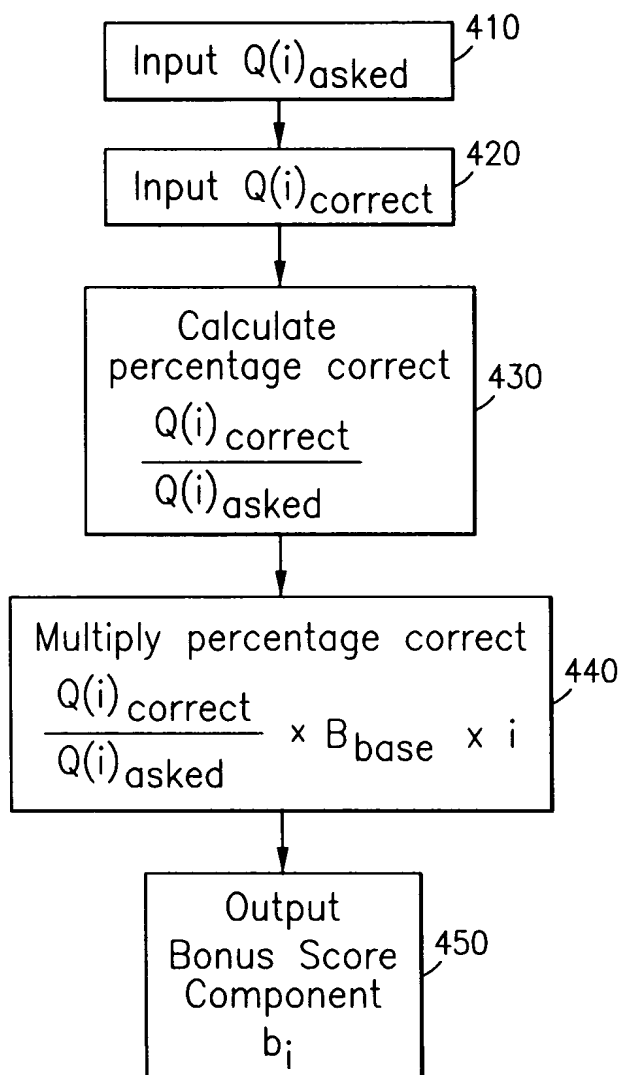 410
Input Q(i)asked
420
Input Q(i)correct
Calculate
percentage correct
430
Q(i)correct
Q(i)asked
Multiply percentage correct
440
Q(i)correct
Q(i)asked
× Bbase × i
Output
450
Bonus Score
Component
bi